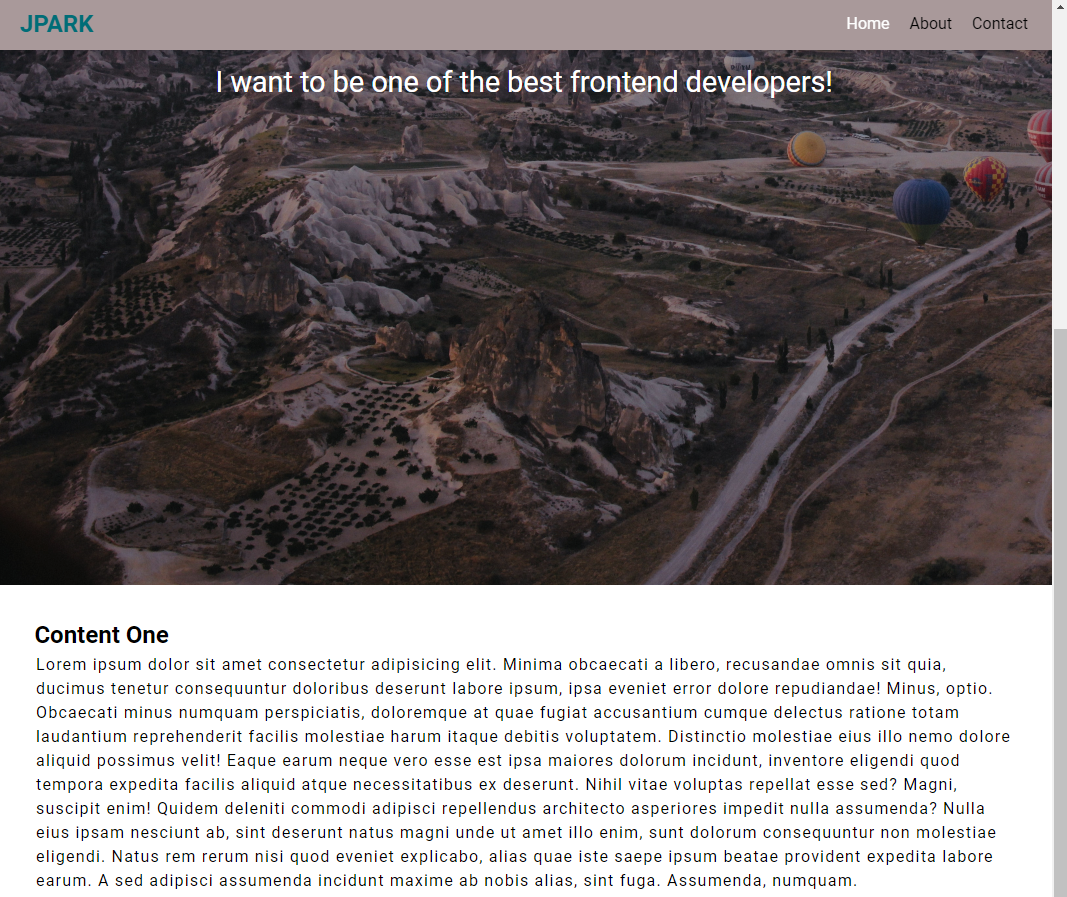 JPARK
Home About Contact
I want to be one of the best frontend developers!
Content One
Lorem ipsum dolor sit amet consectetur adipisicing elit. Minima obcaecati a libero, recusandae omnis sit quia,
ducimus tenetur consequuntur doloribus deserunt labore ipsum, ipsa eveniet error dolore repudiandae! Minus, optio.
Obcaecati minus numquam perspiciatis, doloremque at quae fugiat accusantium cumque delectus ratione totam
laudantium reprehenderit facilis molestiae harum itaque debitis voluptatem. Distinctio molestiae eius illo nemo dolore
aliquid possimus velit! Eaque earum neque vero esse est ipsa maiores dolorum incidunt, inventore eligendi quod
tempora expedita facilis aliquid atque necessitatibus ex deserunt. Nihil vitae voluptas repellat esse sed? Magni,
suscipit enim! Quidem deleniti commodi adipisci repellendus architecto asperiores impedit nulla assumenda? Nulla
eius ipsam nesciunt ab, sint deserunt natus magni unde ut amet illo enim, sunt dolorum consequuntur non molestiae
eligendi. Natus rem rerum nisi quod eveniet explicabo, alias quae iste saepe ipsum beatae provident expedita labore
earum. A sed adipisci assumenda incidunt maxime ab nobis alias, sint fuga. Assumenda, numquam.